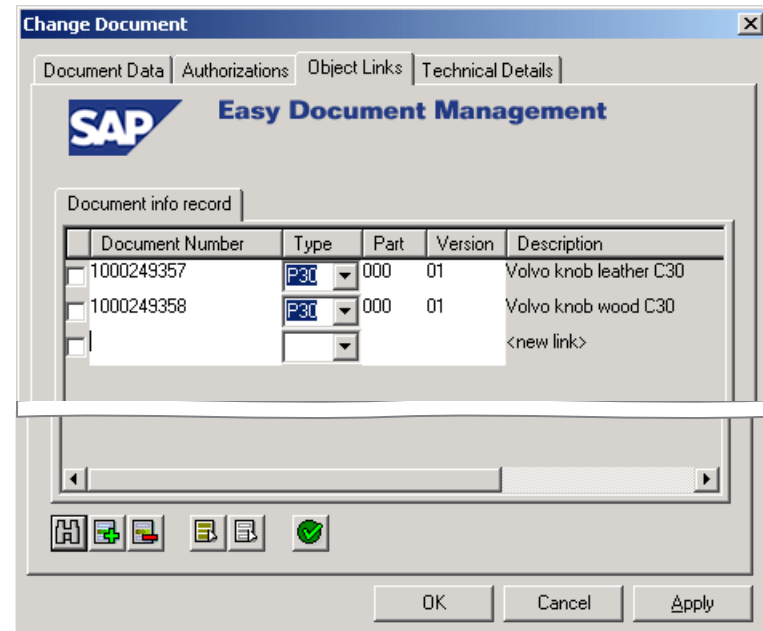 Change Document
Document Data Authorizations Object Links Technical Details
SAP Easy Document Management
Document info record
Document Number Type Part Version Description
1000249357 P30 000 01 Volvo knob leather C30
1000249358 P30 000 01 Volvo knob wood C30
<new link>
OK Cancel Apply